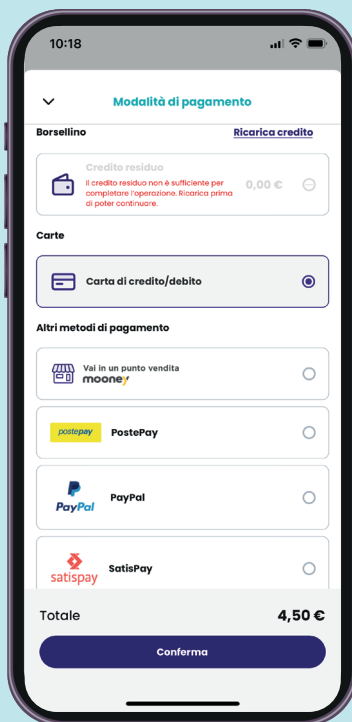 10:18
Modalità di pagamento
Borsellino
Ricarica credito
Credito residuo
Il credito residuo non è sufficiente per
completare l'operazione. Ricarica prima
di poter continuare.
0,00 €
Carte
Carta di credito/debito
Altri metodi di pagamento
Vai in un punto vendita
mooney
postepay
PostePay
PayPal
PayPal
satispay
SatisPay
Totale
4,50 €
Conferma